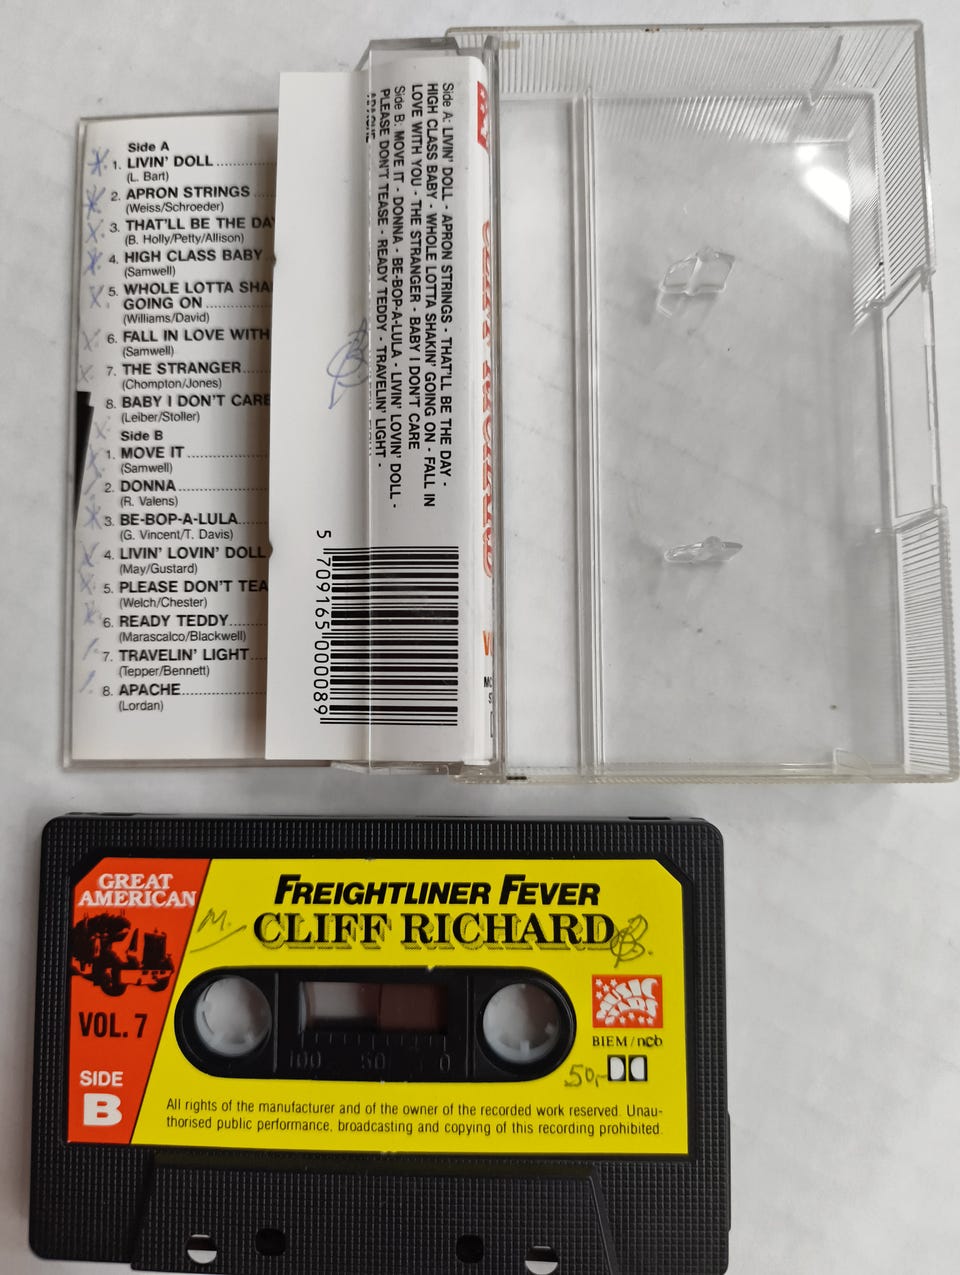 Side A
1. LIVIN' DOLL
(L. Bart)
2. APRON STRINGS
(Weiss/Schroeder)
3. THAT'LL BE THE DAY
(B. Holly/Petty/Allison)
4. HIGH CLASS BABY
(Samwell)
5. WHOLE LOTTA SHA
GOING ON
(Williams/David)
6. FALL IN LOVE WITH
(Samwell)
7. THE STRANGER
(Chompton/Jones)
8. BABY I DON'T CARE
(Leiber/Stoller)
Side B
1. MOVE IT
(Samwell)
2. DONNA
(R. Valens)
3. BE-BOP-A-LULA
(G. Vincent/T. Davis)
4. LIVIN' LOVIN' DOLL
(May/Gustard)
5. PLEASE DON'T TEA
(Welch/Chester)
6. READY TEDDY
(Marascalco/Blackwell)
7. TRAVELIN' LIGHT
(Tepper/Bennett)
8. APACHE
(Lordan)
Side A: LIVIN' DOLL - APRON STRINGS - THAT'LL BE THE DAY -
HIGH CLASS BABY - WHOLE LOTTA SHAKIN' GOING ON - FALL IN
LOVE WITH YOU - THE STRANGER - BABY I DON'T CARE
Side B: MOVE IT - DONNA - BE-BOP-A-LULA - LIVIN' LOVIN' DOLL -
PLEASE DON'T TEASE - READY TEDDY - TRAVELIN' LIGHT -
APACHE
5 709165 000089
GREAT
AMERICAN
VOL. 7
SIDE
B
FREIGHTLINER FEVER
M.
CLIFF RICHARD
MUSIC
STARS
BIEM/ncb
50,-
100 50 0
All rights of the manufacturer and of the owner of the recorded work reserved. Unau-
thorised public performance, broadcasting and copying of this recording prohibited.